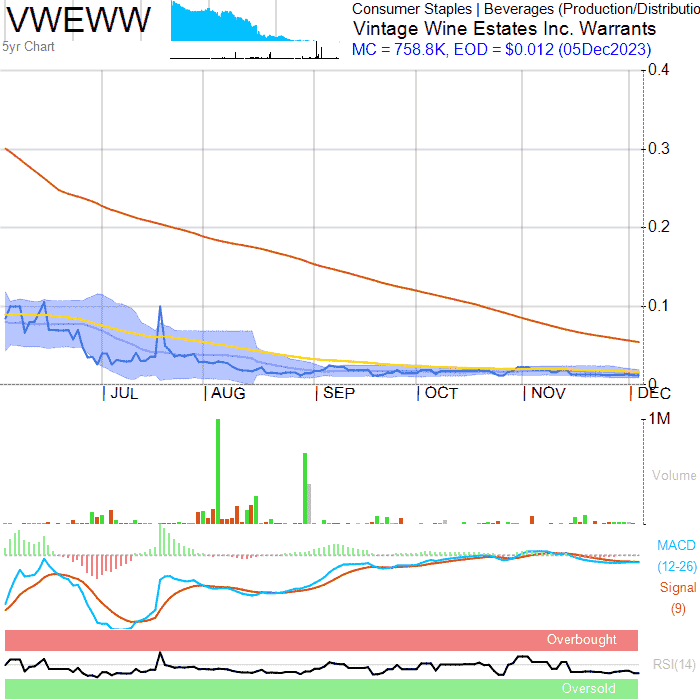 VWEWW
5yr Chart
Consumer Staples | Beverages (Production/Distributio
Vintage Wine Estates Inc. Warrants
MC = 758.8K, EOD = $0.012 (05Dec2023)
0.4
0.3
0.2
0.1
0
JUL
AUG
SEP
OCT
NOV
DEC
1M
Volume
MACD
(12-26)
Signal
(9)
Overbought
RSI(14)
Oversold